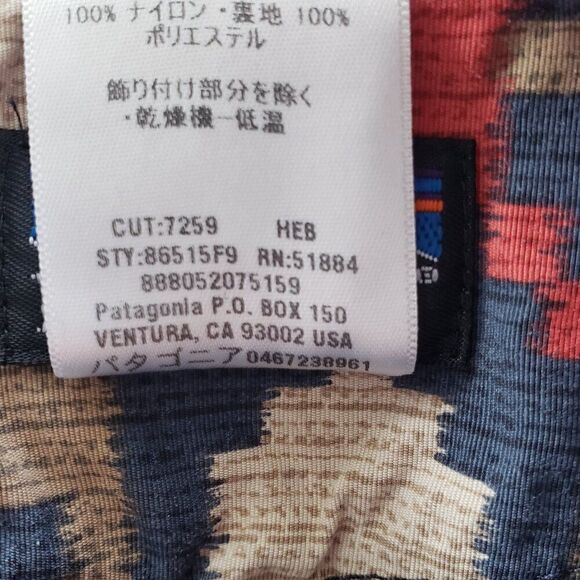 100% ナイロン・裏地 100%
ポリエステル
飾り付け部分を除く
・乾燥機ー低温
CUT:7259 HEB
STY:86515F9 RN:51884
888052075159
Patagonia P.O. BOX 150
VENTURA, CA 93002 USA
パタゴニア 0467238961